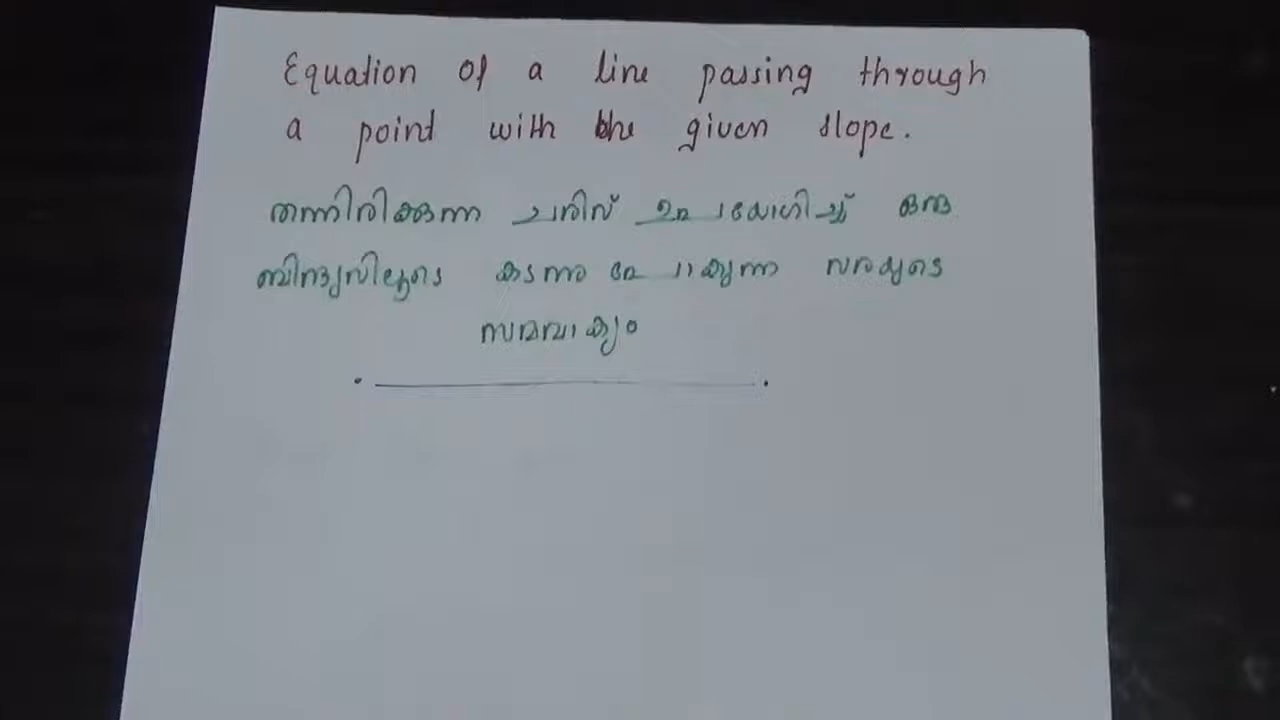 Equation of a line passing through
a point with the given slope.
തന്നിരിക്കുന്ന ചരിവ് ഉപയോഗിച്ച് ഒരു
ബിന്ദുവിലൂടെ കടന്നു പോകുന്ന വരയുടെ
സമവാക്യം